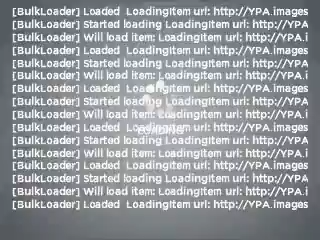 [BulkLoader] Loaded  LoadingItem url: http://YPA.images
[BulkLoader] Started loading LoadingItem url: http://YPA
[BulkLoader] Will load item: LoadingItem url: http://YPA.i
[BulkLoader] Loaded  LoadingItem url: http://YPA.images
[BulkLoader] Started loading LoadingItem url: http://YPA
[BulkLoader] Will load item: LoadingItem url: http://YPA.i
[BulkLoader] Loaded  LoadingItem url: http://YPA.images
[BulkLoader] Started loading LoadingItem url: http://YPA
[BulkLoader] Will load item: LoadingItem url: http://YPA.i
[BulkLoader] Loaded  LoadingItem url: http://YPA.images
LOADING
[BulkLoader] Started loading LoadingItem url: http://YPA
[BulkLoader] Will load item: LoadingItem url: http://YPA.i
[BulkLoader] Loaded  LoadingItem url: http://YPA.images
[BulkLoader] Started loading LoadingItem url: http://YPA
[BulkLoader] Will load item: LoadingItem url: http://YPA.i
[BulkLoader] Loaded  LoadingItem url: http://YPA.images